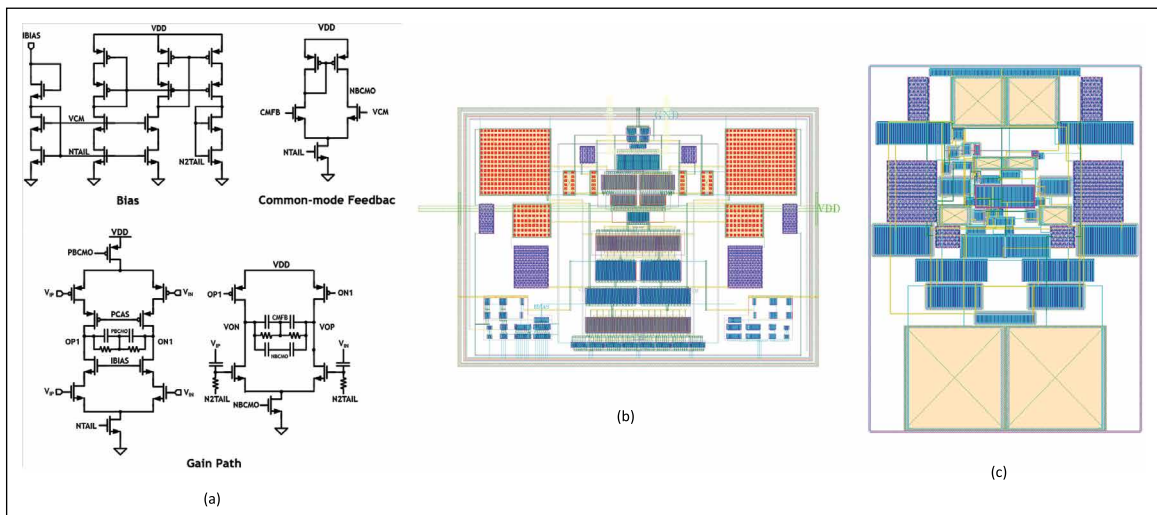 IBIAS
VDD
VCM
NTAIL
N2TAIL
Bias
VDD
NBCMO
CMFB
VCM
NTAIL
Common-mode Feedbac
VDD
PBCMO
VIP
VIN
PCAS
OP1
PBCMO
ON1
IBIAS
VIP
VIN
NTAIL
VDD
OP1
ON1
VON
CMFB
VOP
VIP
NBCMO
VIN
N2TAIL
N2TAIL
NBCMO
Gain Path
(a)
GND
VDD
(b)
(c)